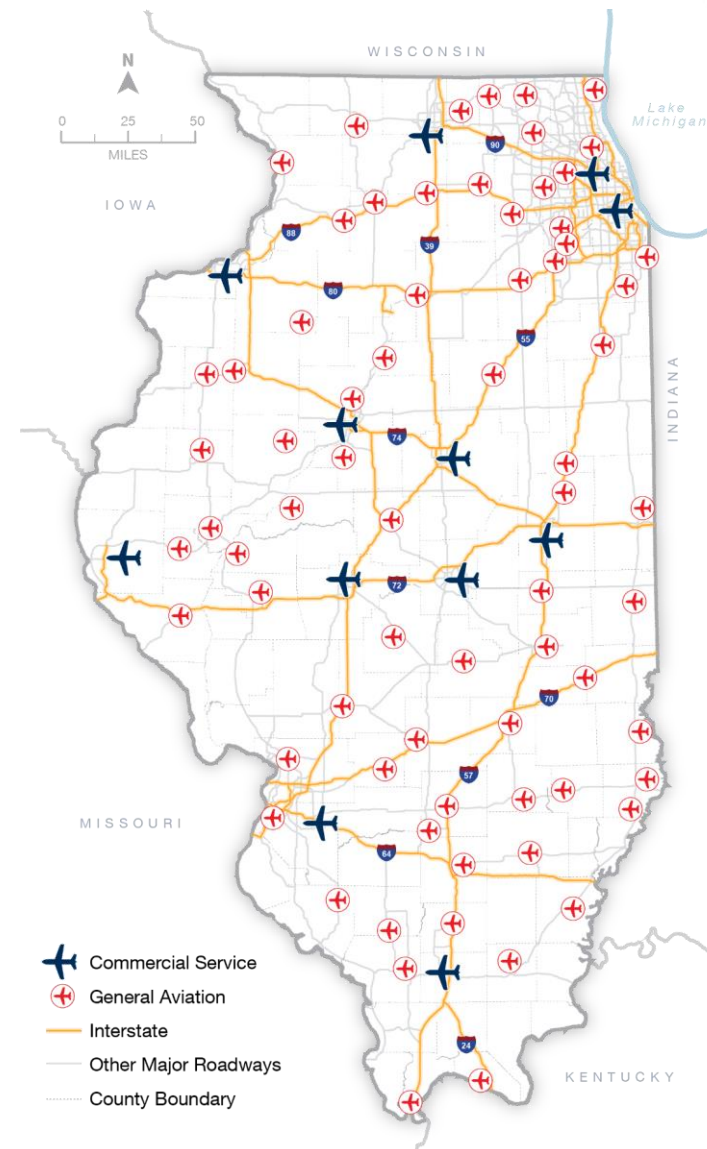 WISCONSIN
N
Lake
Michigan
0 25 50
MILES
90
IOWA
88
39
80
55
INDIANA
74
72
70
57
MISSOURI
64
Commercial Service
General Aviation
Interstate
Other Major Roadways
24
KENTUCKY
County Boundary